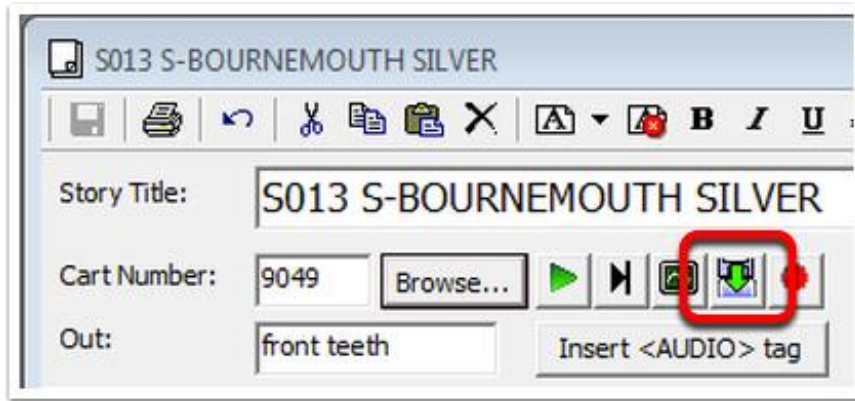 S013 S-BOURNEMOUTH SILVER
A B I U
Story Title: S013 S-BOURNEMOUTH SILVER
Cart Number: 9049 Browse...
Out: front teeth Insert <AUDIO> tag